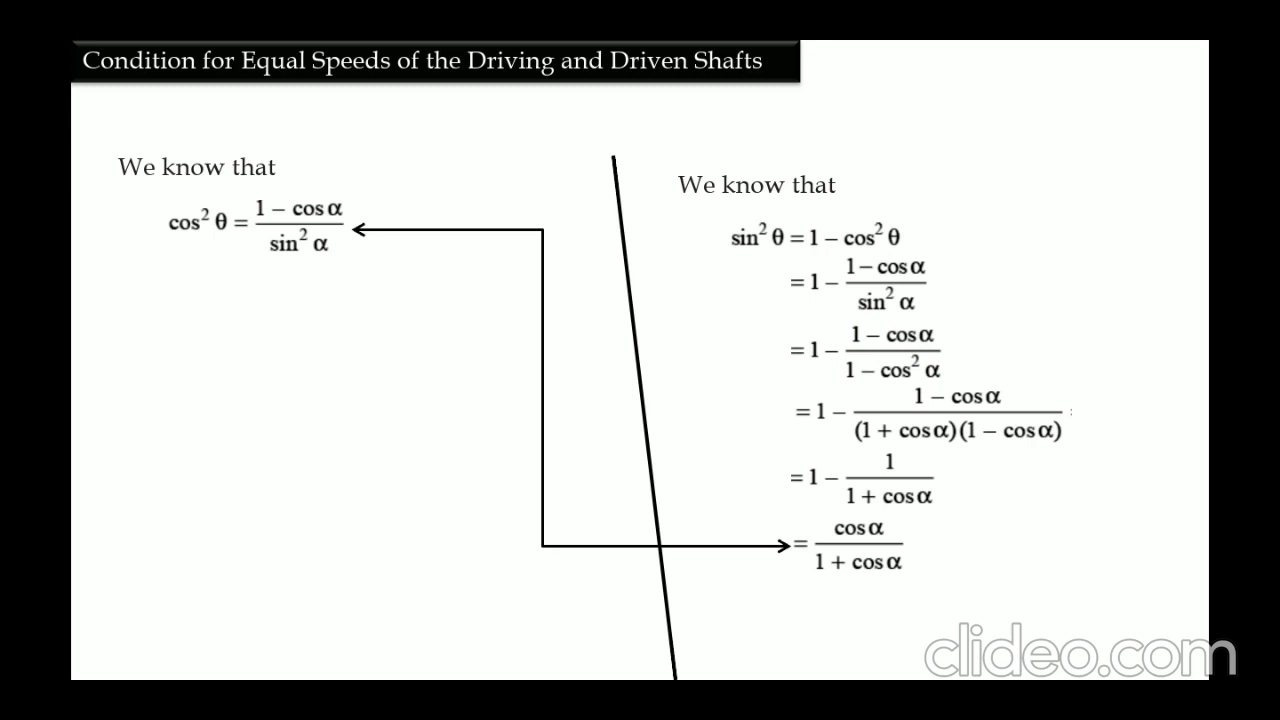 Condition for Equal Speeds of the Driving and Driven Shafts
We know that
cos² θ = (1 − cos α) / (sin² α)
We know that
sin² θ = 1 − cos² θ
= 1 − (1 − cos α) / (sin² α)
= 1 − (1 − cos α) / (1 − cos² α)
= 1 − (1 − cos α) / ((1 + cos α)(1 − cos α))
= 1 − 1 / (1 + cos α)
= cos α / (1 + cos α)
clideo.com